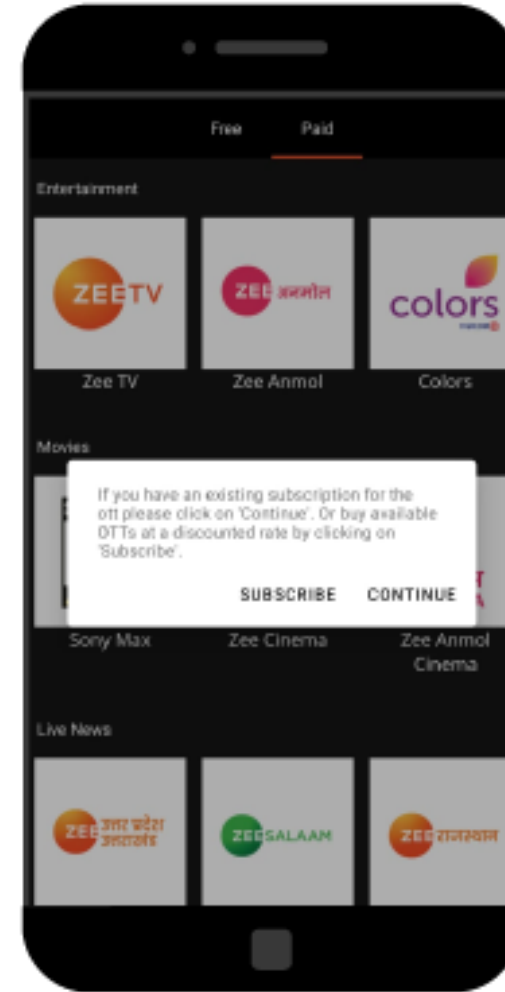 Free Paid
Entertainment
ZEETV ZEE अनमोल colors
Zee TV Zee Anmol Colors
Movies
If you have an existing subscription for the
ott please click on 'Continue'. Or buy available
OTTs at a discounted rate by clicking on
'Subscribe'.
SUBSCRIBE CONTINUE
Sony Max Zee Cinema Zee Anmol
Cinema
Live News
ZEE उत्तर प्रदेश
उत्तराखंड
ZEE SALAAM ZEE राजस्थान